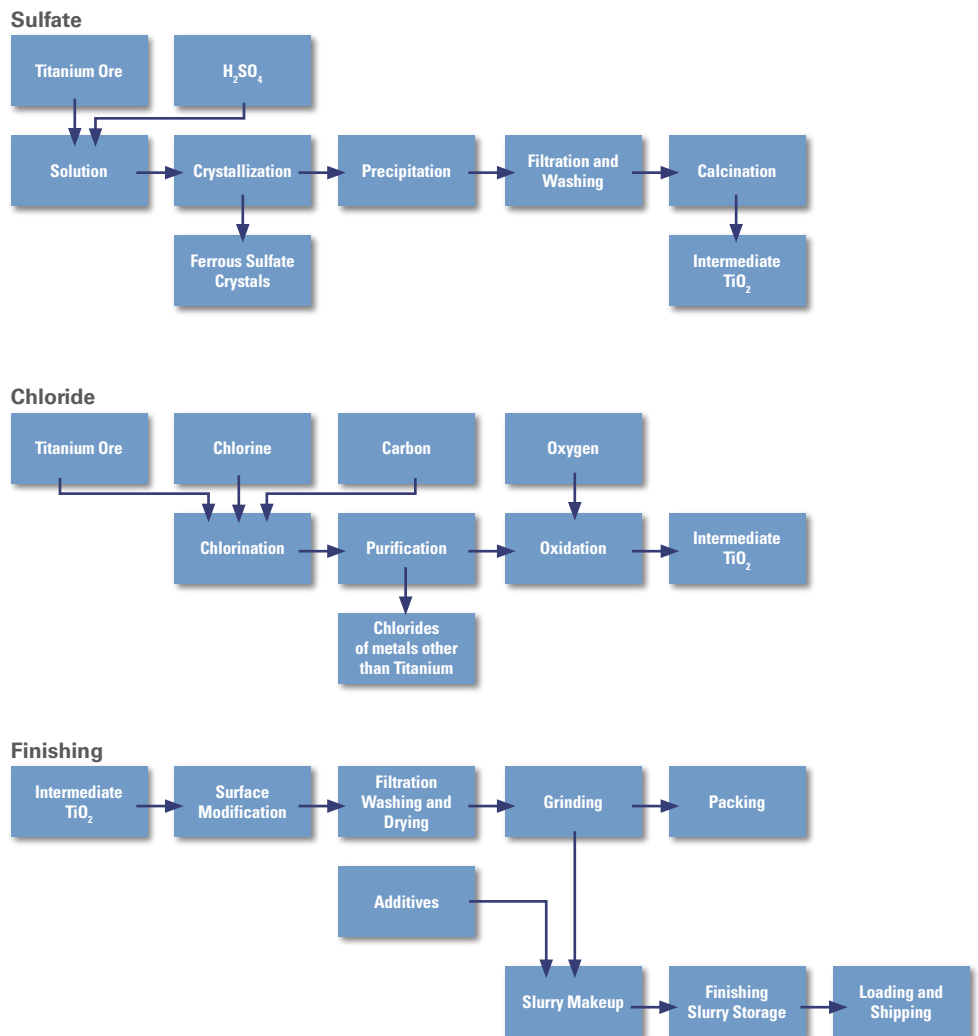 Sulfate
Titanium Ore
H₂SO₄
Solution
Crystallization
Precipitation
Filtration and
Washing
Calcination
Ferrous Sulfate
Crystals
Intermediate
TiO₂
Chloride
Titanium Ore
Chlorine
Carbon
Oxygen
Chlorination
Purification
Oxidation
Intermediate
TiO₂
Chlorides
of metals other
than Titanium
Finishing
Intermediate
TiO₂
Surface
Modification
Filtration
Washing and
Drying
Grinding
Packing
Additives
Slurry Makeup
Finishing
Slurry Storage
Loading and
Shipping